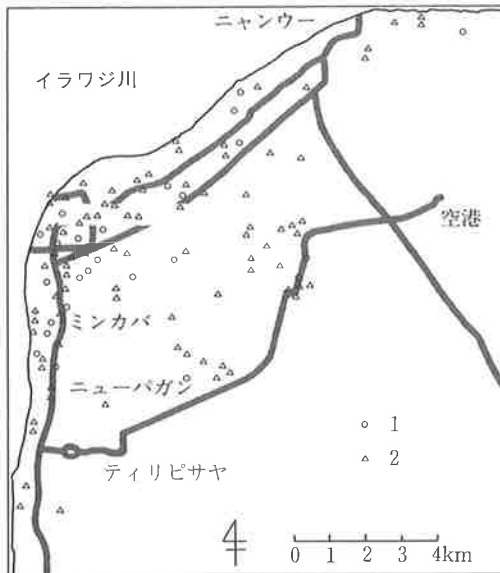 ニャンウー
イラワジ川
空港
ミンカバ
ニューパガン
1
2
ティリピサヤ
0 1 2 3 4km